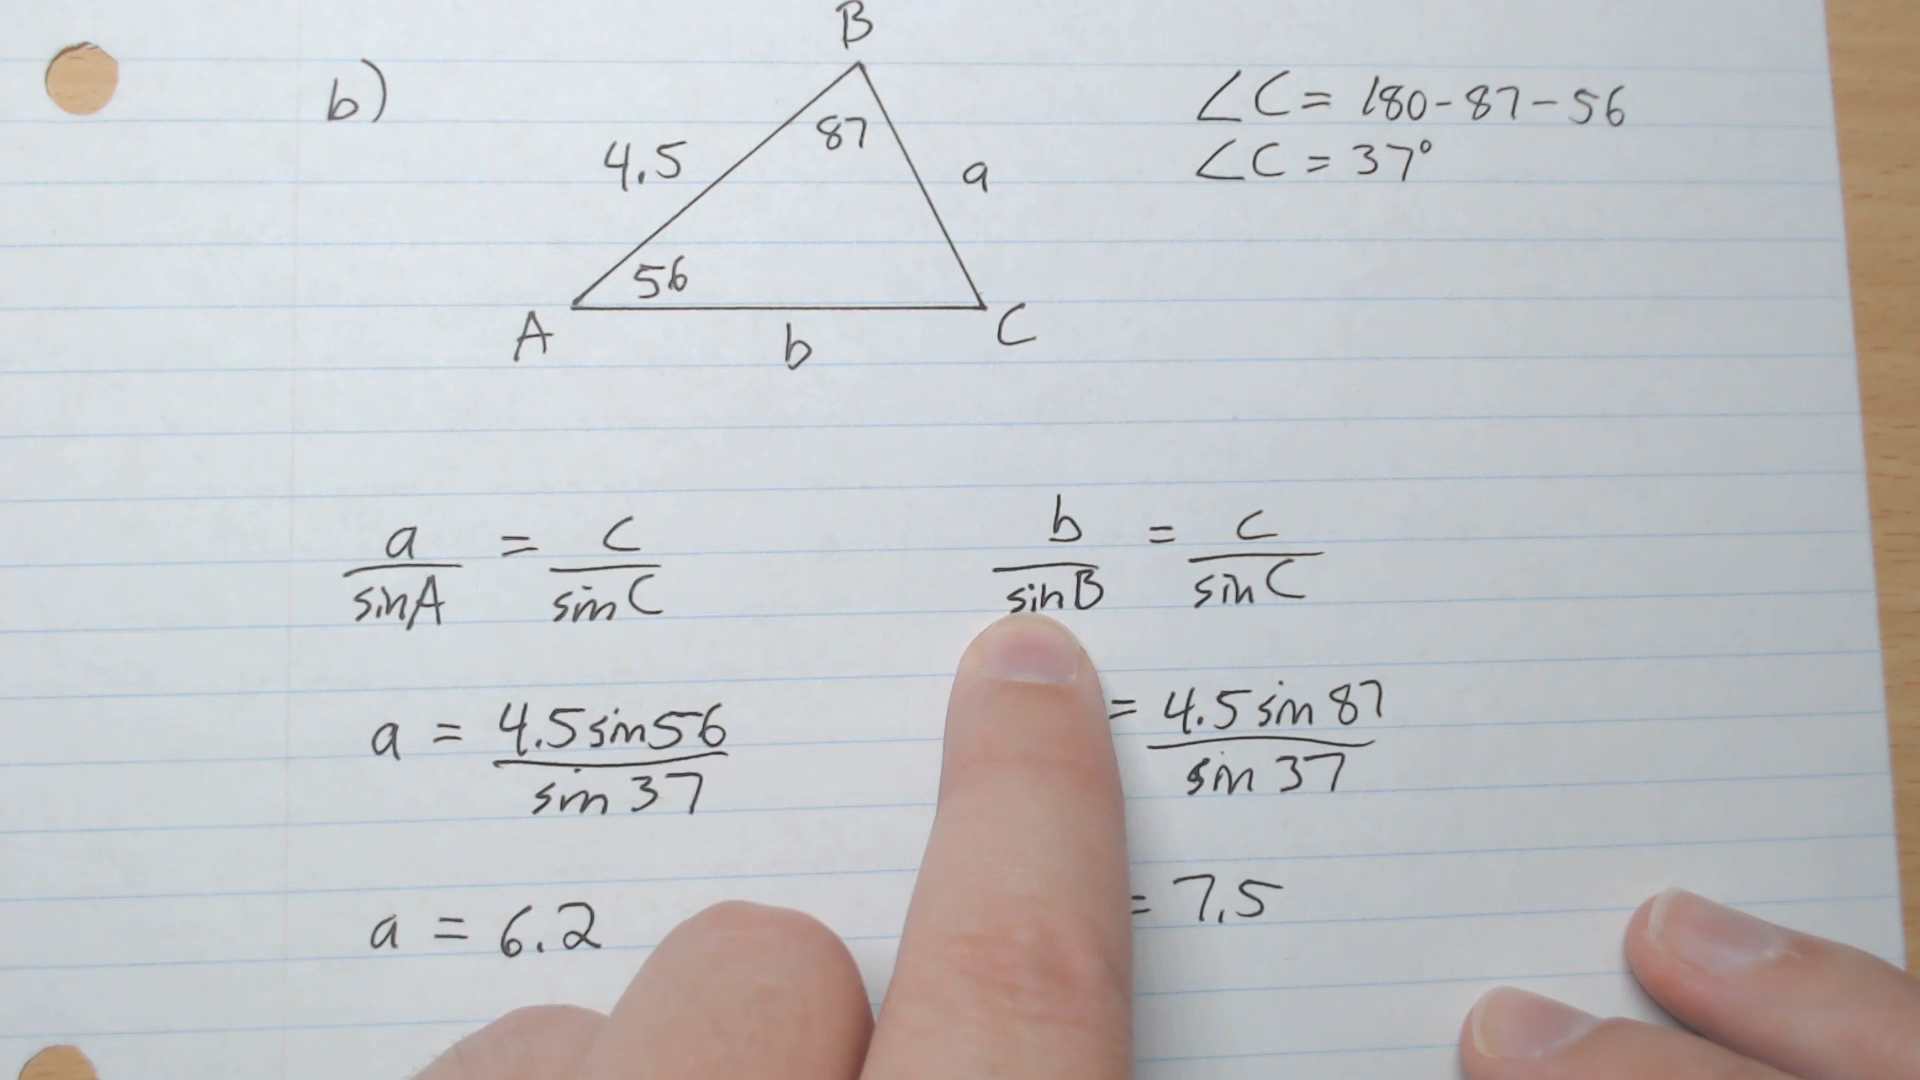 b)
B
87
4.5
a
56
A
b
C
∠C = 180-87-56
∠C = 37°
a/sinA = c/sinC
a = 4.5sin56/sin37
a = 6.2
b/sinB = c/sinC
= 4.5sin87/sin37
= 7.5